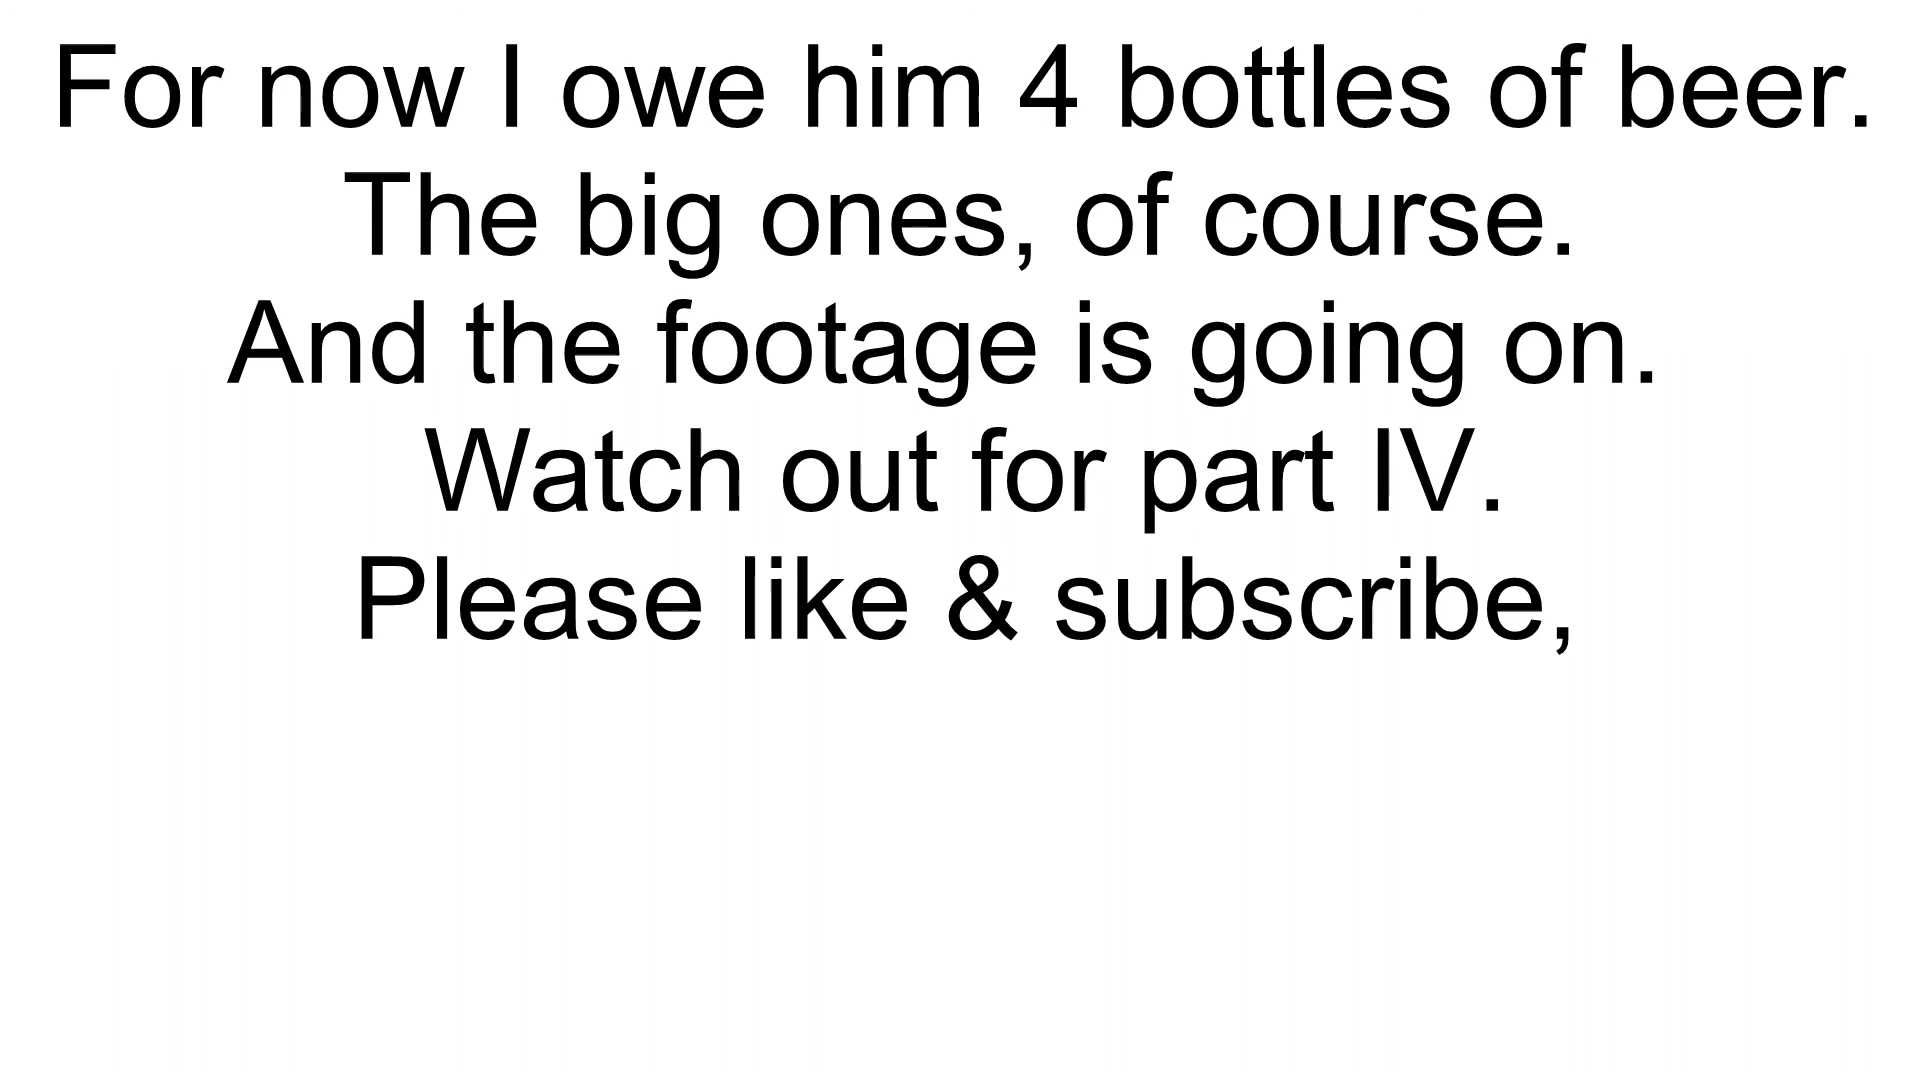 For now I owe him 4 bottles of beer.
The big ones, of course.
And the footage is going on.
Watch out for part IV.
Please like & subscribe,